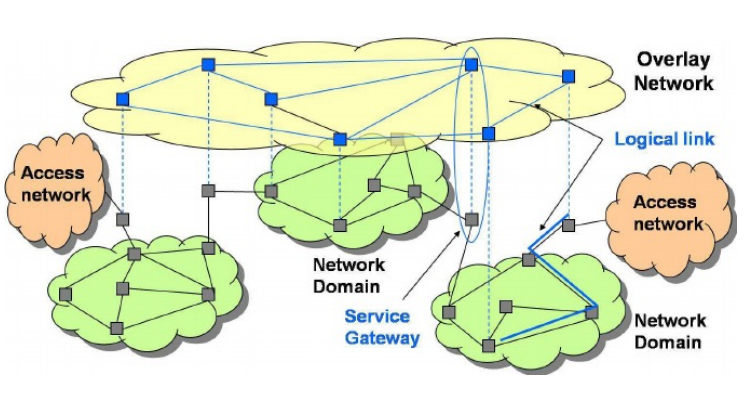 Overlay
Network
Logical link
Access
network
Access
network
Network
Domain
Service
Gateway
Network
Domain